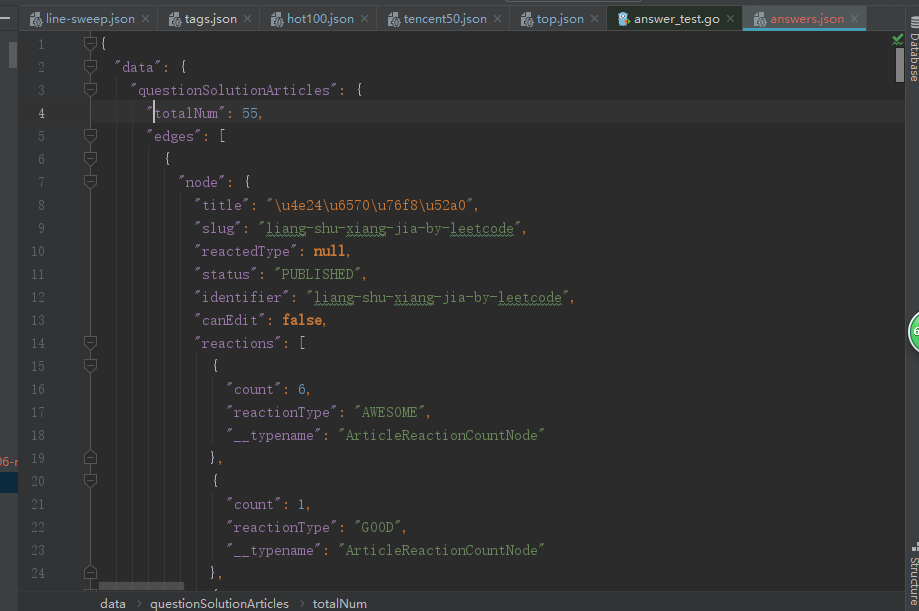 line-sweep.json tags.json hot100.json tencent50.json top.json answer_test.go answers.json
1 {
2 "data": {
3 "questionSolutionArticles": {
4 "totalNum": 55,
5 "edges": [
6 {
7 "node": {
8 "title": "\u4e24\u6570\u76f8\u52a0",
9 "slug": "liang-shu-xiang-jia-by-leetcode",
10 "reactedType": null,
11 "status": "PUBLISHED",
12 "identifier": "liang-shu-xiang-jia-by-leetcode",
13 "canEdit": false,
14 "reactions": [
15 {
16 "count": 6,
17 "reactionType": "AWESOME",
18 "__typename": "ArticleReactionCountNode"
19 },
20 {
21 "count": 1,
22 "reactionType": "GOOD",
23 "__typename": "ArticleReactionCountNode"
24 },
data › questionSolutionArticles › totalNum
Database
Structure